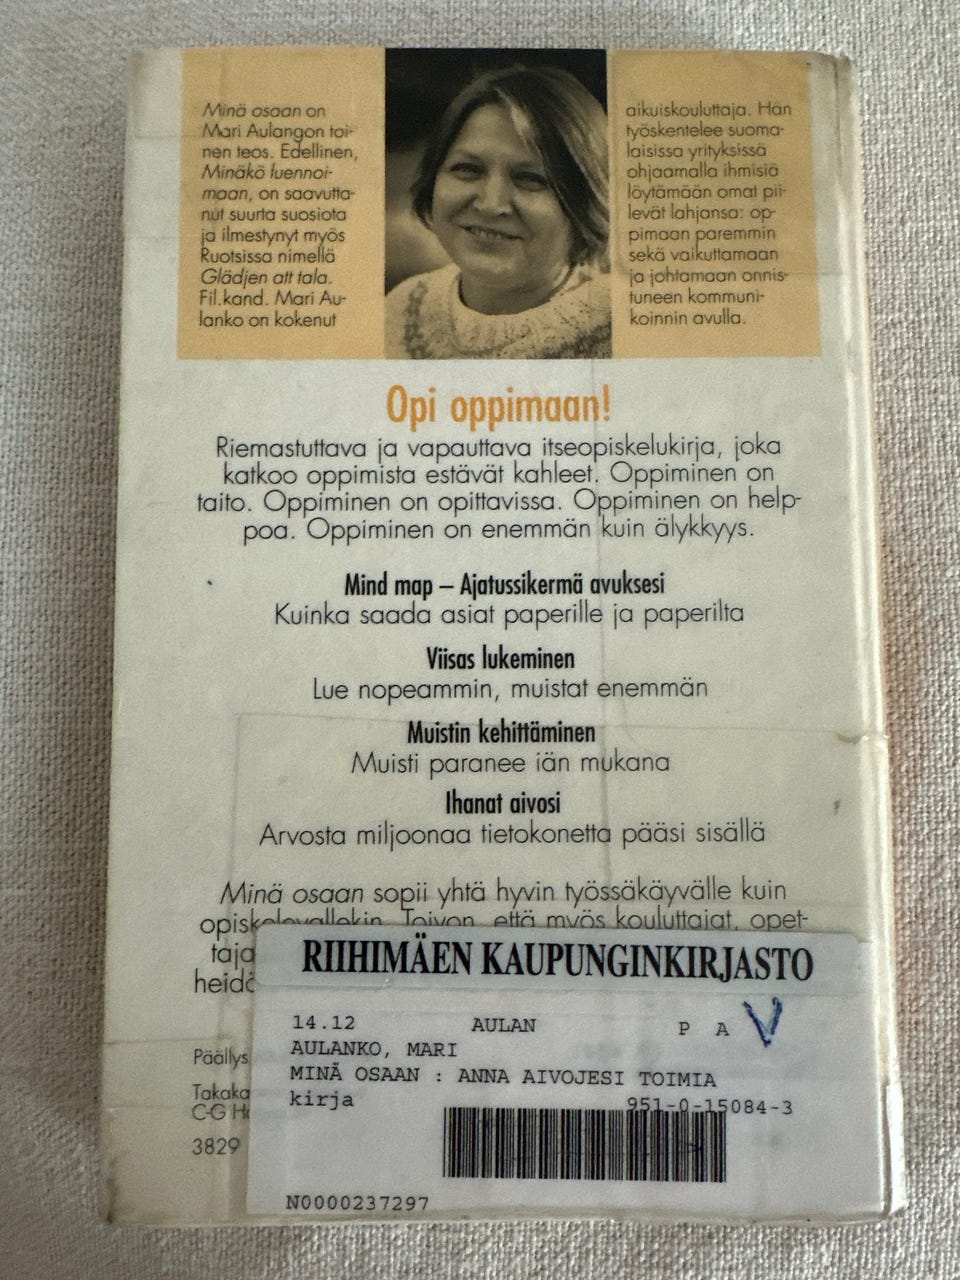 Minä osaan on
Mari Aulangon toi-
nen teos. Edellinen,
Minäkö luennoi-
maan, on saavutta-
nut suurta suosiota
ja ilmestynyt myös
Ruotsissa nimellä
Glädjen att tala.
Fil.kand. Mari Au-
lanko on kokenut
aikuiskouluttaja. Hän
työskentelee suoma-
laisissa yrityksissä
ohjaamalla ihmisiä
löytämään omat pii-
levät lahjansa: op-
pimaan paremmin
sekä vaikuttamaan
ja johtamaan onnis-
tuneen kommuni-
koinnin avulla.
Opi oppimaan!
Riemastuttava ja vapauttava itseopiskelukirja, joka
katkoo oppimista estävät kahleet. Oppiminen on
taito. Oppiminen on opittavissa. Oppiminen on help-
poa. Oppiminen on enemmän kuin älykkyys.
Mind map – Ajatussikermä avuksesi
Kuinka saada asiat paperille ja paperilta
Viisas lukeminen
Lue nopeammin, muistat enemmän
Muistin kehittäminen
Muisti paranee iän mukana
Ihanat aivosi
Arvosta miljoonaa tietokonetta pääsi sisällä
Minä osaan sopii yhtä hyvin työssäkäyvälle kuin
opiskelevallekin. Toivon, että myös kouluttajat, opet-
taja
RIIHIMÄEN KAUPUNGINKIRJASTO
14.12 AULAN P A V
AULANKO, MARI
MINÄ OSAAN : ANNA AIVOJESI TOIMIA
kirja 951-0-15084-3
N0000237297
Päällys
Takaka
C-G
3829